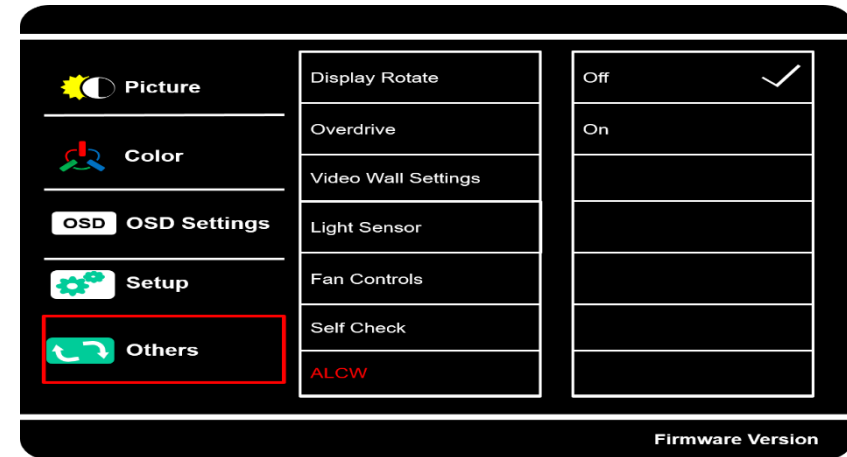 Picture
Color
OSD OSD Settings
Setup
Others
Display Rotate
Overdrive
Video Wall Settings
Light Sensor
Fan Controls
Self Check
ALCW
Off
On
Firmware Version